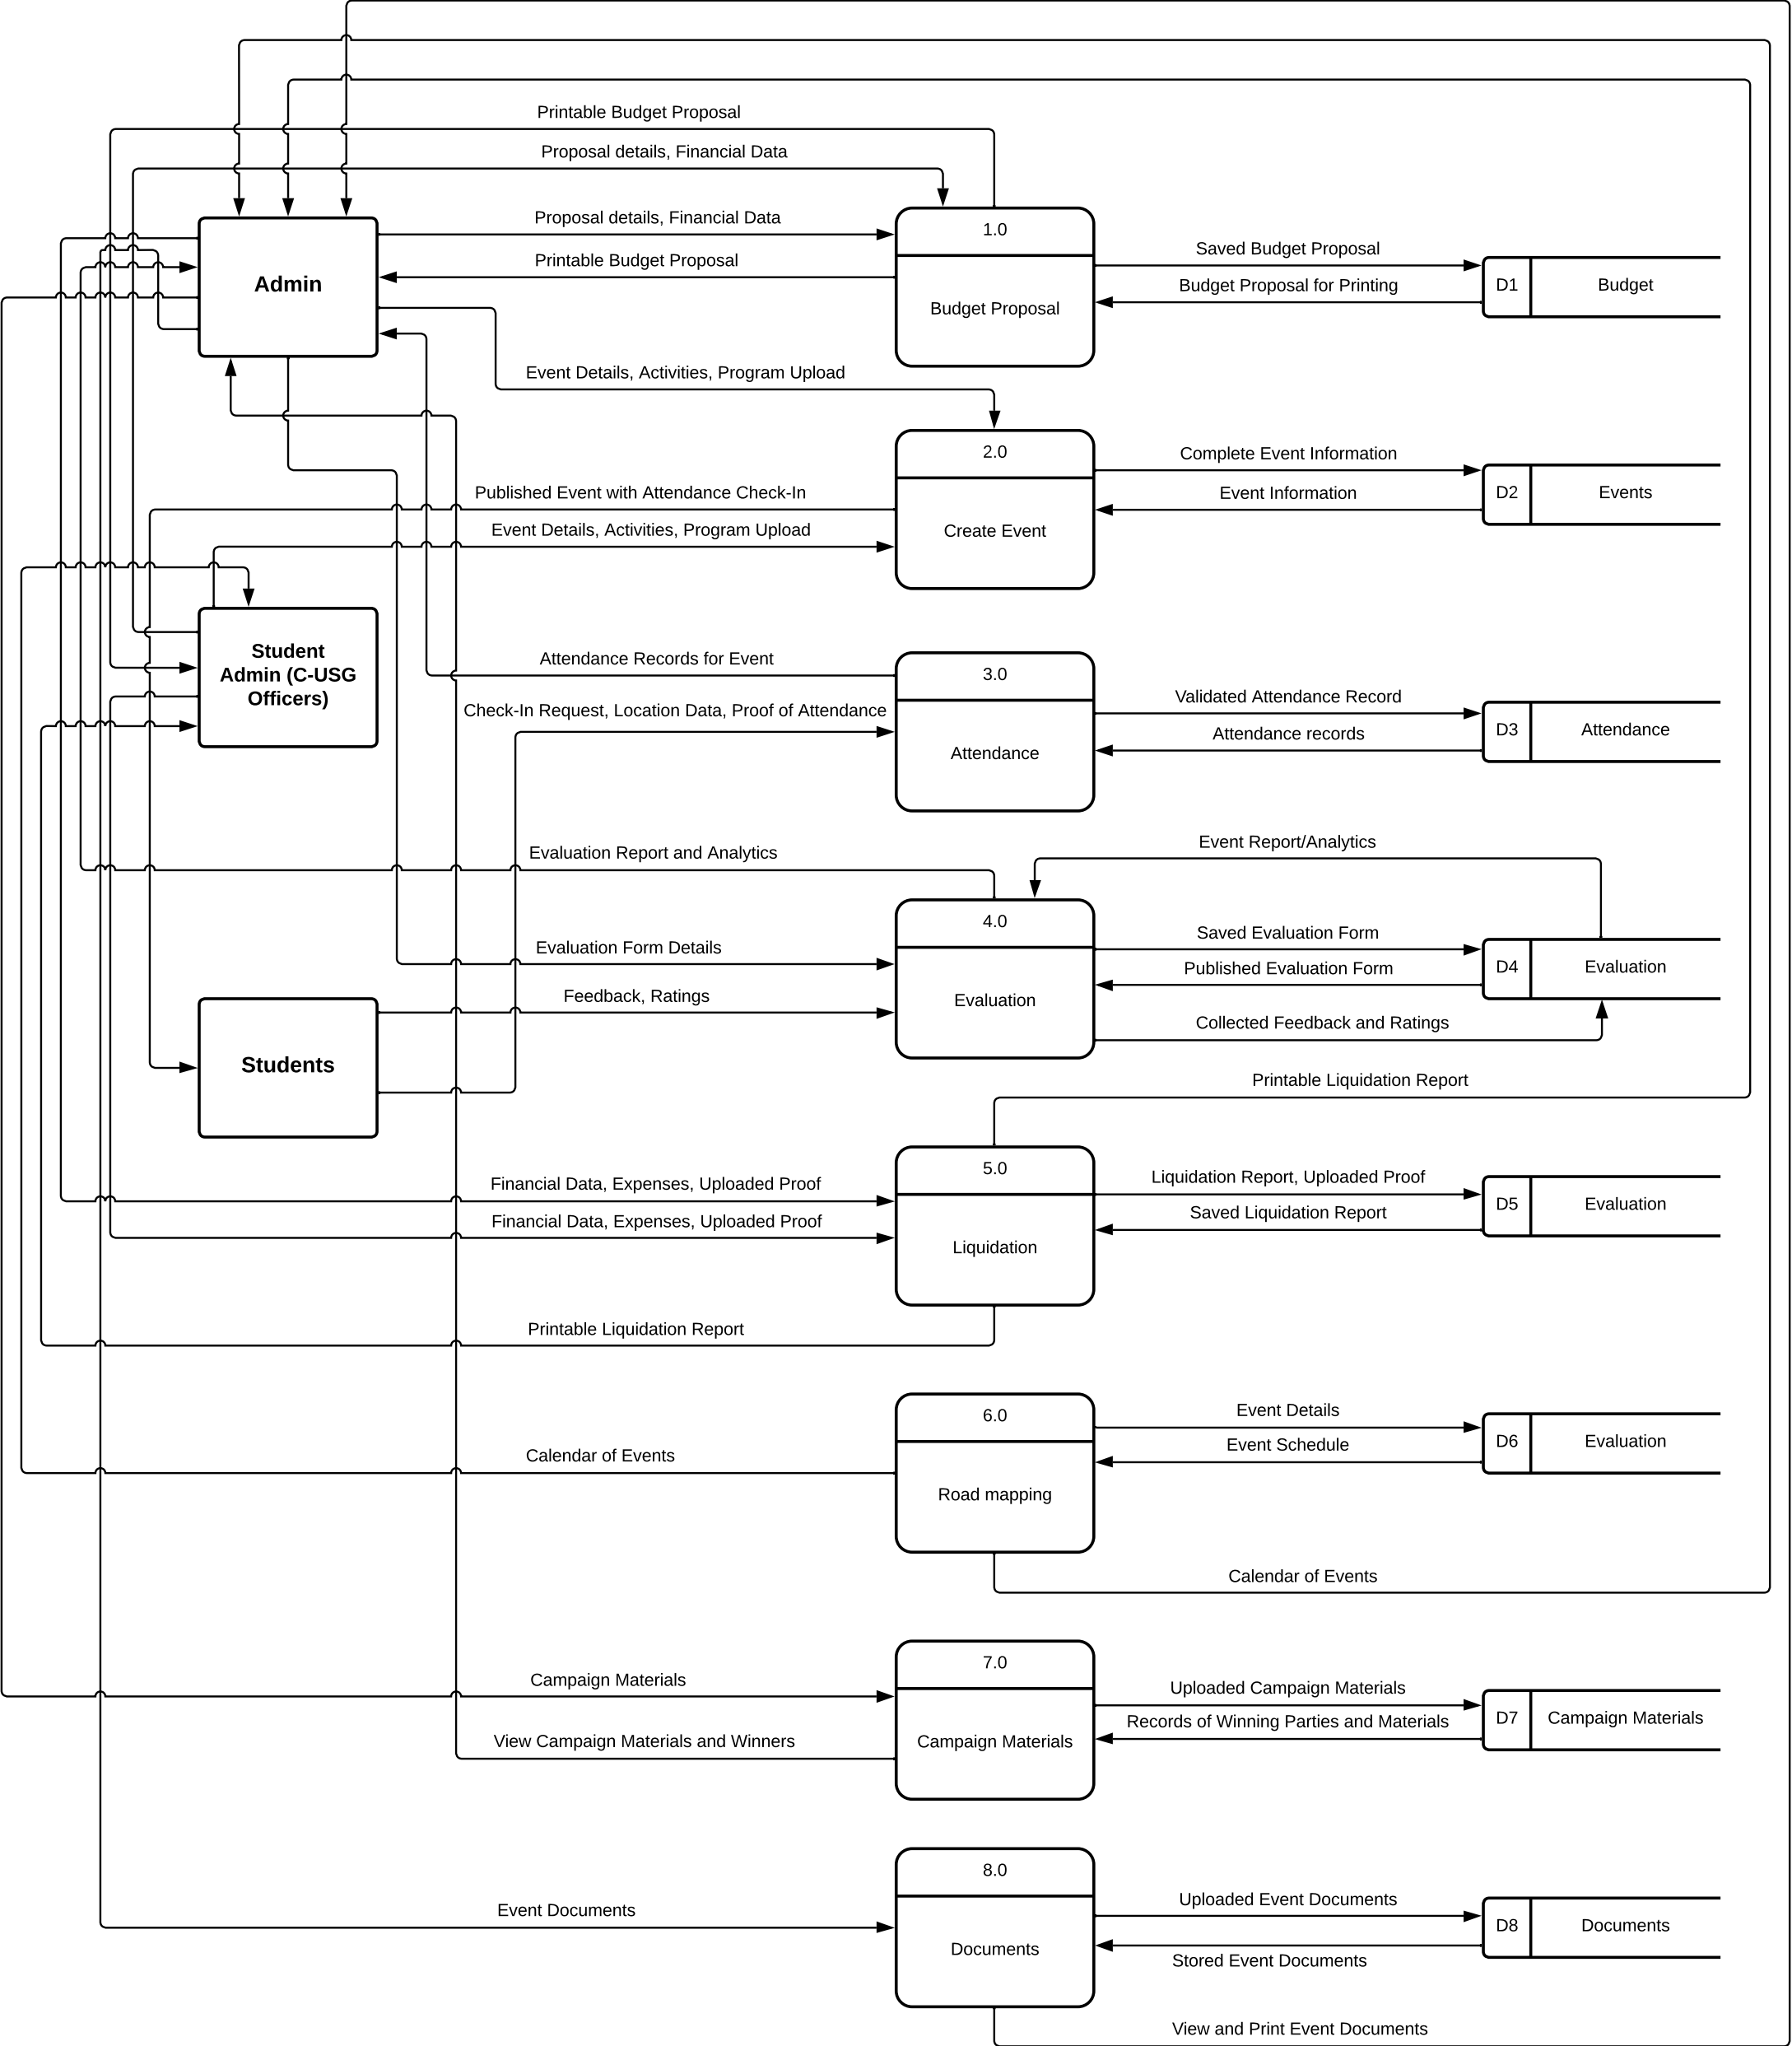 Printable Budget Proposal
Proposal details, Financial Data
Proposal details, Financial Data
Printable Budget Proposal
Admin
1.0
Budget Proposal
Saved Budget Proposal
Budget Proposal for Printing
D1
Budget
Event Details, Activities, Program Upload
2.0
Create Event
Complete Event Information
Event Information
D2
Events
Published Event with Attendance Check-In
Event Details, Activities, Program Upload
Student
Admin (C-USG
Officers)
Attendance Records for Event
Check-In Request, Location Data, Proof of Attendance
3.0
Attendance
Validated Attendance Record
Attendance records
D3
Attendance
Event Report/Analytics
Evaluation Report and Analytics
4.0
Evaluation
Saved Evaluation Form
Published Evaluation Form
Collected Feedback and Ratings
D4
Evaluation
Evaluation Form Details
Feedback, Ratings
Students
Printable Liquidation Report
5.0
Liquidation
Financial Data, Expenses, Uploaded Proof
Financial Data, Expenses, Uploaded Proof
Liquidation Report, Uploaded Proof
Saved Liquidation Report
D5
Evaluation
Printable Liquidation Report
6.0
Road mapping
Event Details
Event Schedule
D6
Evaluation
Calendar of Events
Calendar of Events
7.0
Campaign Materials
Campaign Materials
View Campaign Materials and Winners
Uploaded Campaign Materials
Records of Winning Parties and Materials
D7
Campaign Materials
8.0
Documents
Event Documents
Uploaded Event Documents
Stored Event Documents
D8
Documents
View and Print Event Documents